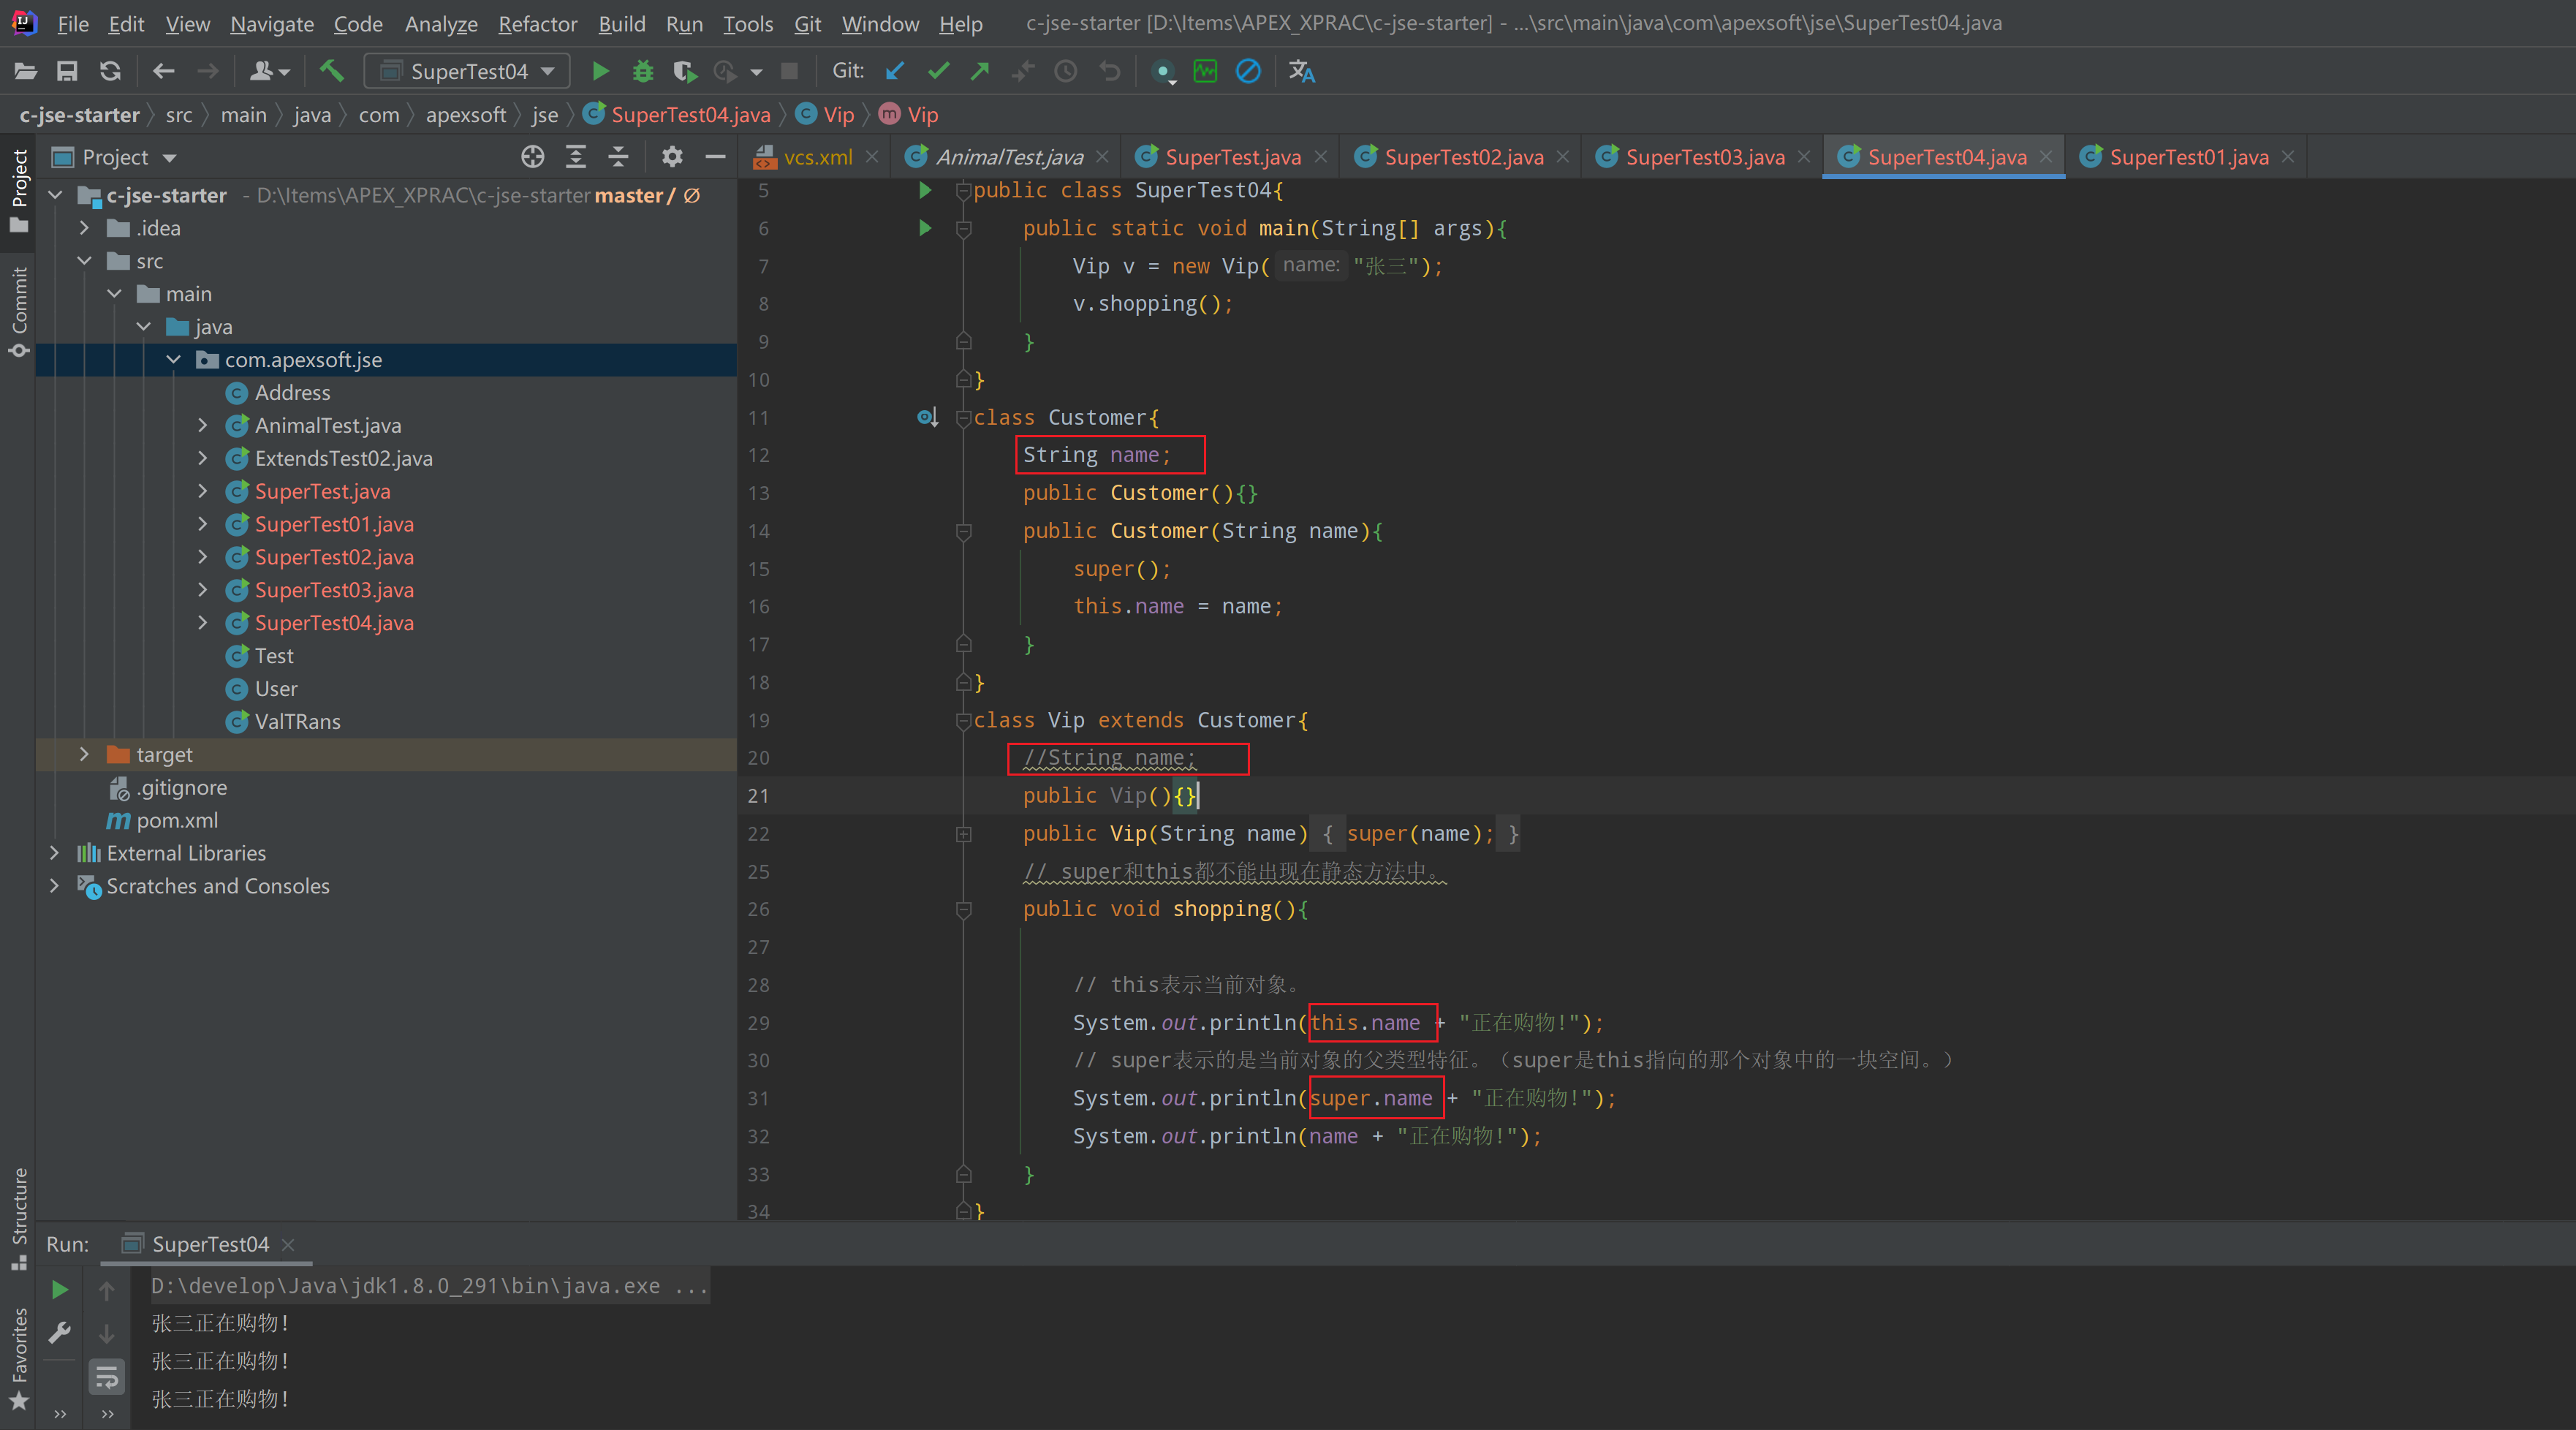 File Edit View Navigate Code Analyze Refactor Build Run Tools Git Window Help c-jse-starter [D:\Items\APEX_XPRAC\c-jse-starter] - ...\src\main\java\com\apexsoft\jse\SuperTest04.java
SuperTest04 Git:
c-jse-starter src main java com apexsoft jse SuperTest04.java Vip Vip
Project
vcs.xml AnimalTest.java SuperTest.java SuperTest02.java SuperTest03.java SuperTest04.java SuperTest01.java
Project
Commit
Structure
Favorites
c-jse-starter - D:\Items\APEX_XPRAC\c-jse-starter master / ∅
.idea
src
main
java
com.apexsoft.jse
Address
AnimalTest.java
ExtendsTest02.java
SuperTest.java
SuperTest01.java
SuperTest02.java
SuperTest03.java
SuperTest04.java
Test
User
ValTRans
target
.gitignore
pom.xml
External Libraries
Scratches and Consoles
5 public class SuperTest04{
6 public static void main(String[] args){
7 Vip v = new Vip( name: "张三");
8 v.shopping();
9 }
10 }
11 class Customer{
12 String name;
13 public Customer(){}
14 public Customer(String name){
15 super();
16 this.name = name;
17 }
18 }
19 class Vip extends Customer{
20 //String name;
21 public Vip(){}
22 public Vip(String name) { super(name); }
25 // super和this都不能出现在静态方法中。
26 public void shopping(){
27
28 // this表示当前对象。
29 System.out.println(this.name + "正在购物!");
30 // super表示的是当前对象的父类型特征。（super是this指向的那个对象中的一块空间。）
31 System.out.println(super.name + "正在购物!");
32 System.out.println(name + "正在购物!");
33 }
34 }
Run: SuperTest04
D:\develop\Java\jdk1.8.0_291\bin\java.exe ...
张三正在购物!
张三正在购物!
张三正在购物!